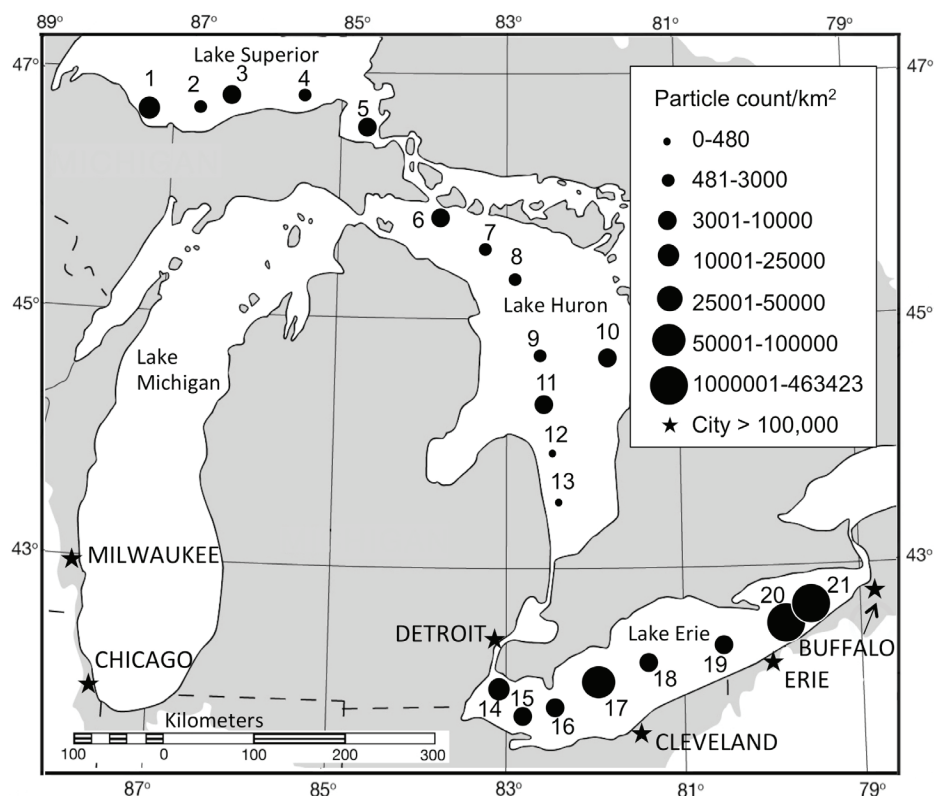 89° 87° 85° 83° 81° 79°
47° 47°
Lake Superior
1 2 3 4
5
Particle count/km²
0-480
481-3000
3001-10000
10001-25000
25001-50000
50001-100000
1000001-463423
City > 100,000
6 7
8
45° 45°
Lake Huron
9 10
Lake
Michigan
11
12
13
43° 43°
MILWAUKEE
DETROIT
CHICAGO
Lake Erie
20 21
BUFFALO
ERIE
14 15 16 17 18 19
CLEVELAND
Kilometers
100 0 100 200 300
87° 85° 83° 81° 79°